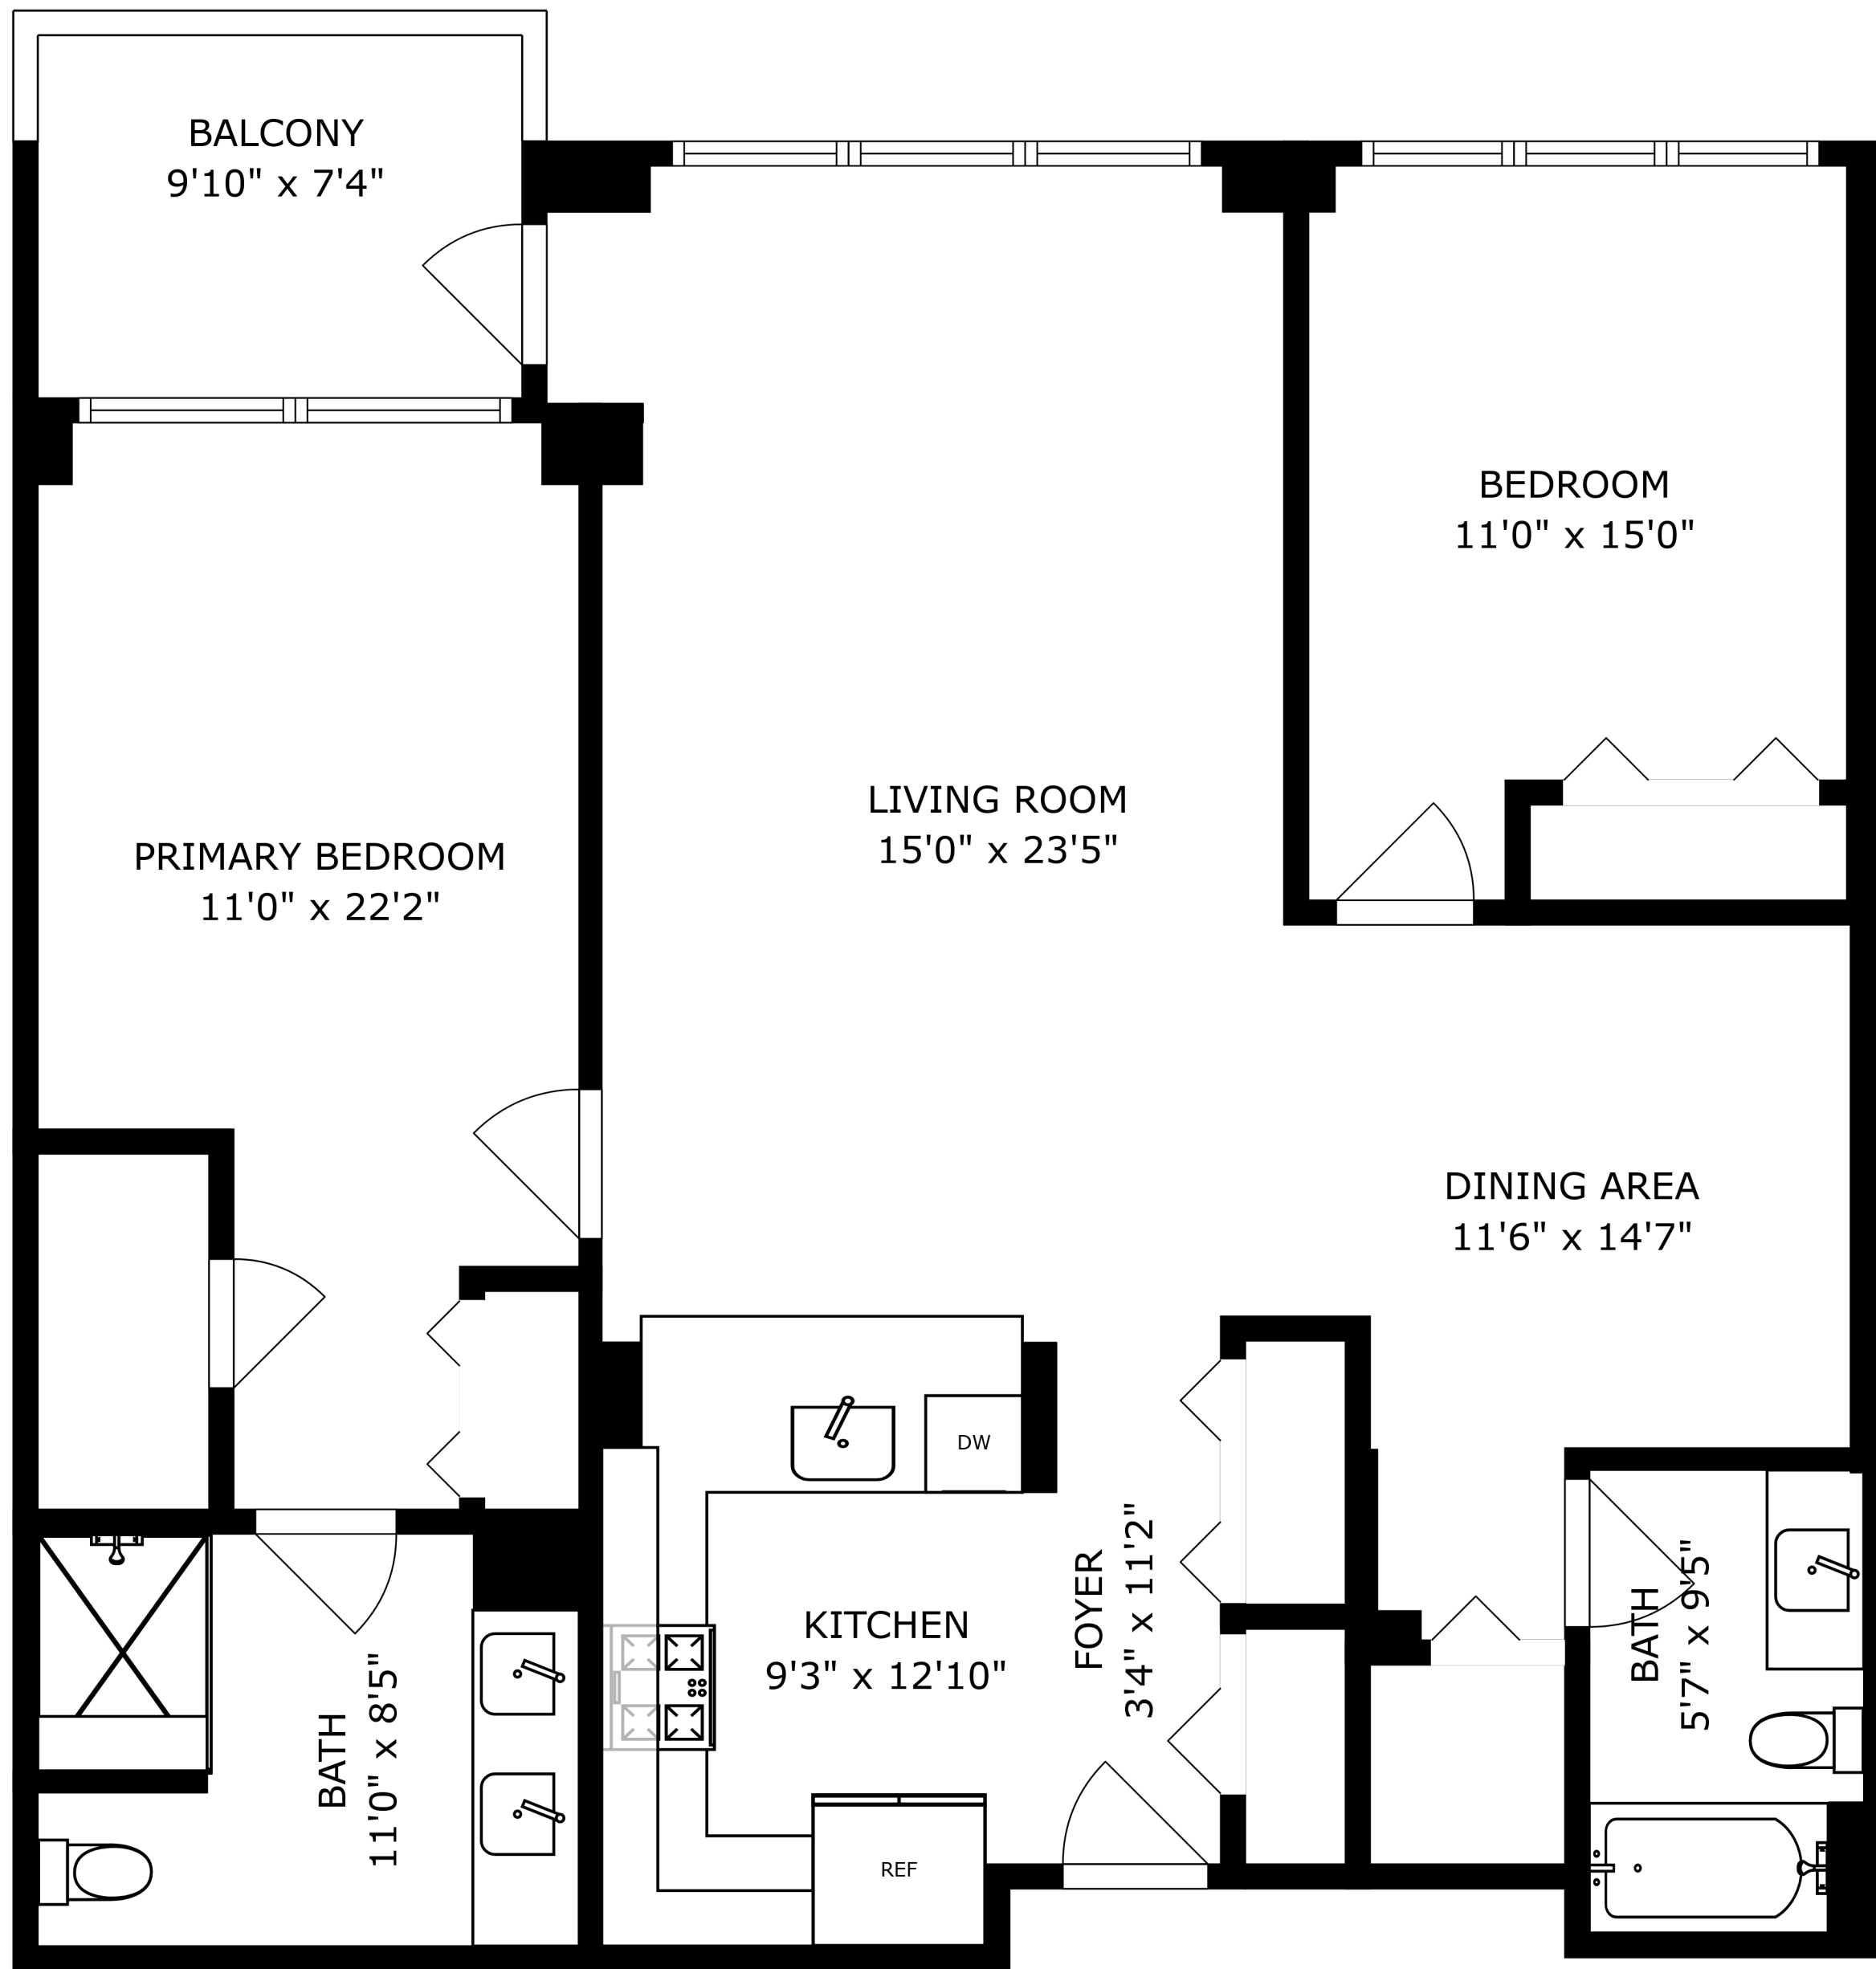 BALCONY
9'10" x 7'4"
BEDROOM
11'0" x 15'0"
LIVING ROOM
15'0" x 23'5"
PRIMARY BEDROOM
11'0" x 22'2"
DINING AREA
11'6" x 14'7"
DW
KITCHEN
9'3" x 12'10"
FOYER
3'4" x 11'2"
BATH
5'7" x 9'5"
BATH
11'0" x 8'5"
REF